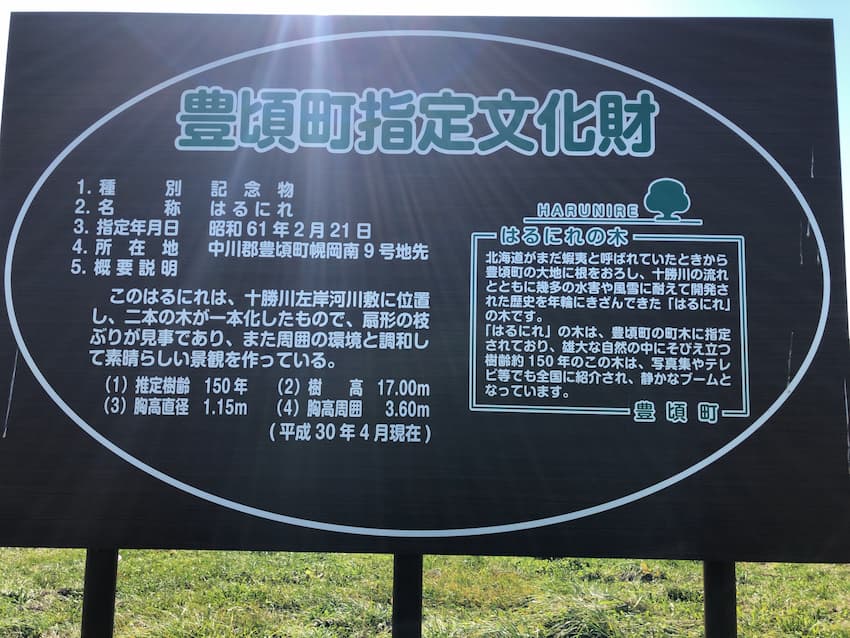 豊頃町指定文化財
1. 種　　別　記念物
2. 名　　称　はるにれ
3. 指定年月日　昭和61年2月21日
4. 所 在 地　中川郡豊頃町幌岡南9号地先
5. 概要説明
このはるにれは、十勝川左岸河川敷に位置
し、二本の木が一本化したもので、扇形の枝
ぶりが見事であり、また周囲の環境と調和し
て素晴らしい景観を作っている。
(1) 推定樹齢　150年　(2) 樹　　高　17.00m
(3) 胸高直径　1.15m　(4) 胸高周囲　3.60m
(平成30年4月現在)
HARUNIRE
はるにれの木
北海道がまだ蝦夷と呼ばれていたときから
豊頃町の大地に根をおろし、十勝川の流れ
とともに幾多の水害や風雪に耐えて開発さ
れた歴史を年輪にきざんできた「はるにれ」
の木です。
「はるにれ」の木は、豊頃町の町木に指定
されており、雄大な自然の中にそびえ立つ
樹齢約150年のこの木は、写真集やテレ
ビ等でも全国に紹介され、静かなブームと
なっています。
豊頃町